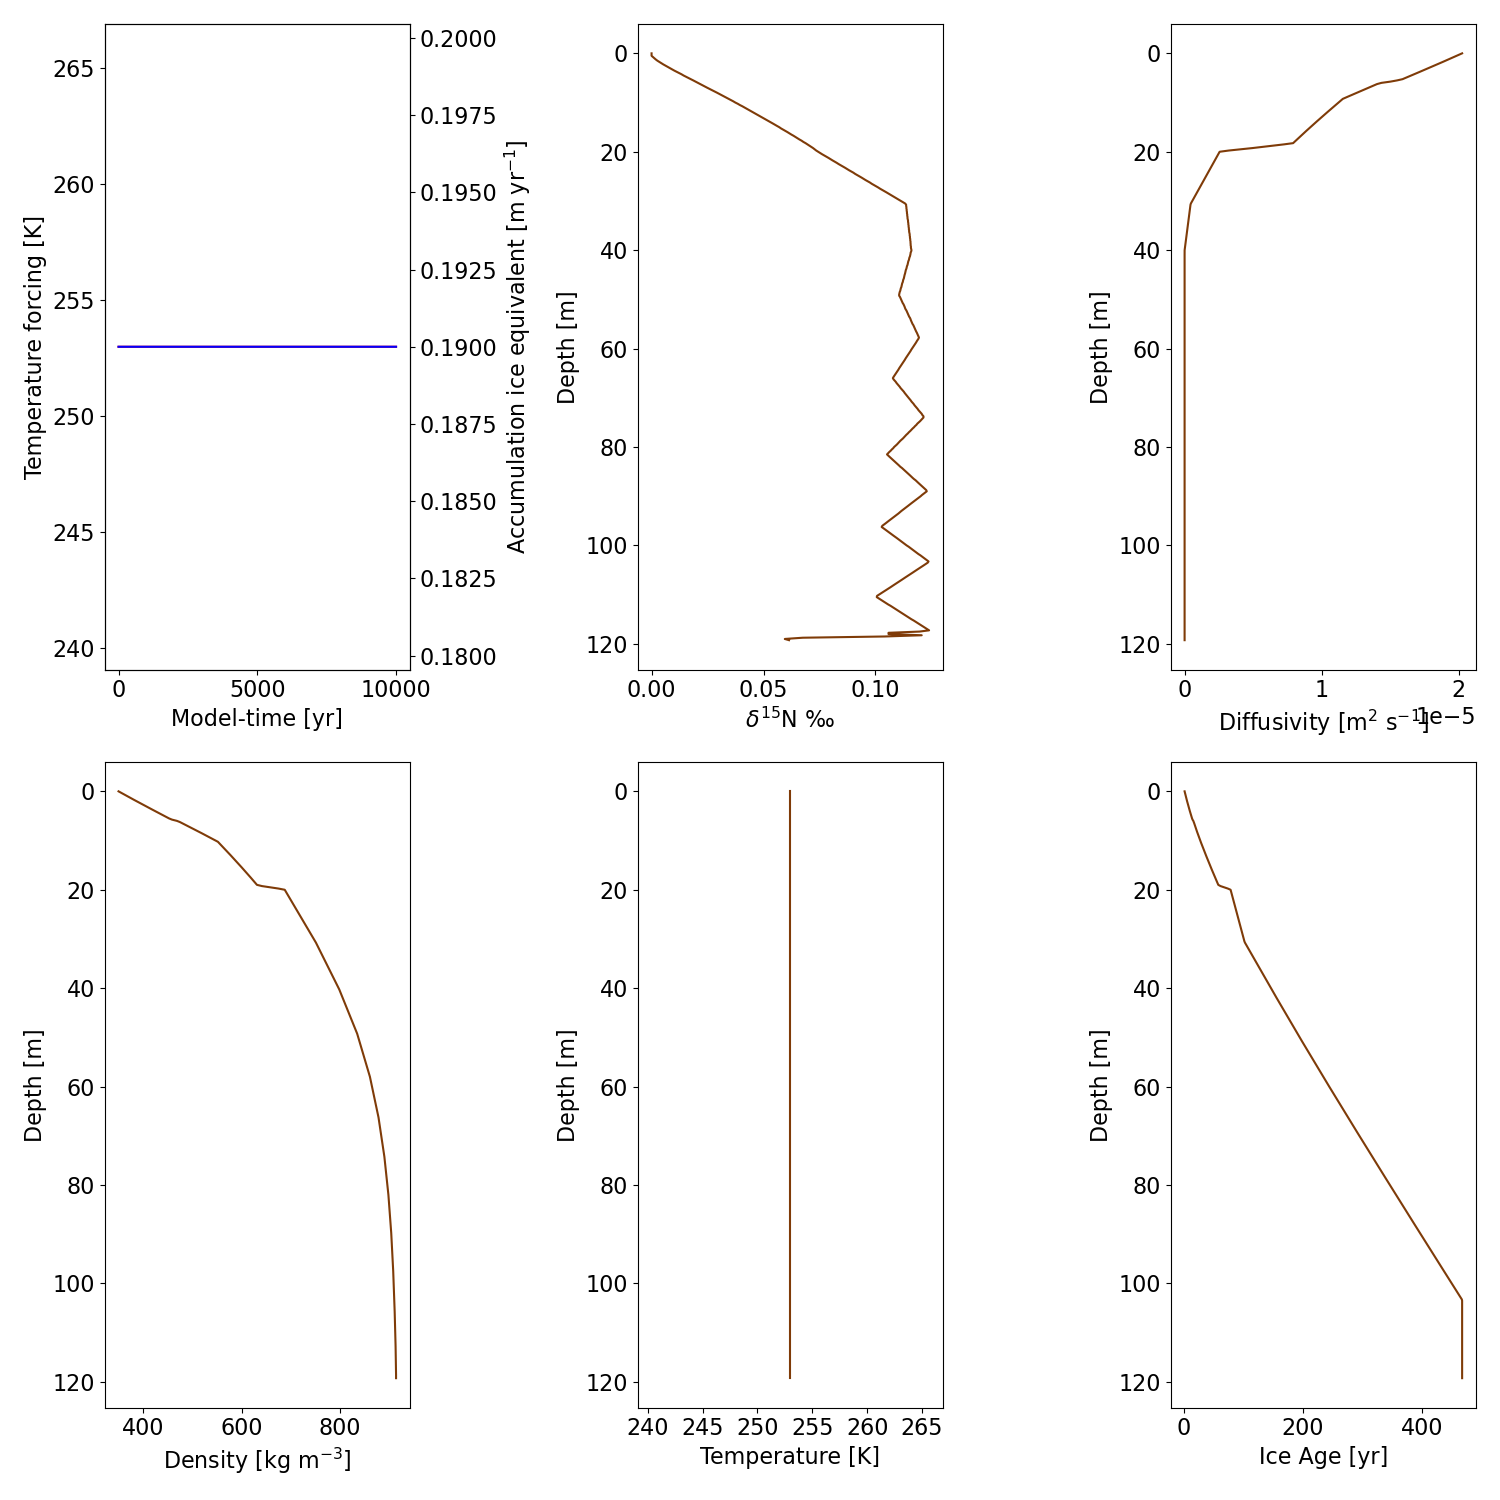 Temperature forcing [K]
265
260
255
250
245
240
0 5000 10000
Model-time [yr]
0.2000
0.1975
0.1950
0.1925
0.1900
0.1875
0.1850
0.1825
0.1800
Accumulation ice equivalent [m yr⁻¹]
Depth [m]
0
20
40
60
80
100
120
0.00 0.05 0.10
δ¹⁵N ‰
Depth [m]
0
20
40
60
80
100
120
0 1 2
1e−5
Diffusivity [m² s⁻¹]
Depth [m]
0
20
40
60
80
100
120
400 600 800
Density [kg m⁻³]
Depth [m]
0
20
40
60
80
100
120
240 245 250 255 260 265
Temperature [K]
Depth [m]
0
20
40
60
80
100
120
0 200 400
Ice Age [yr]